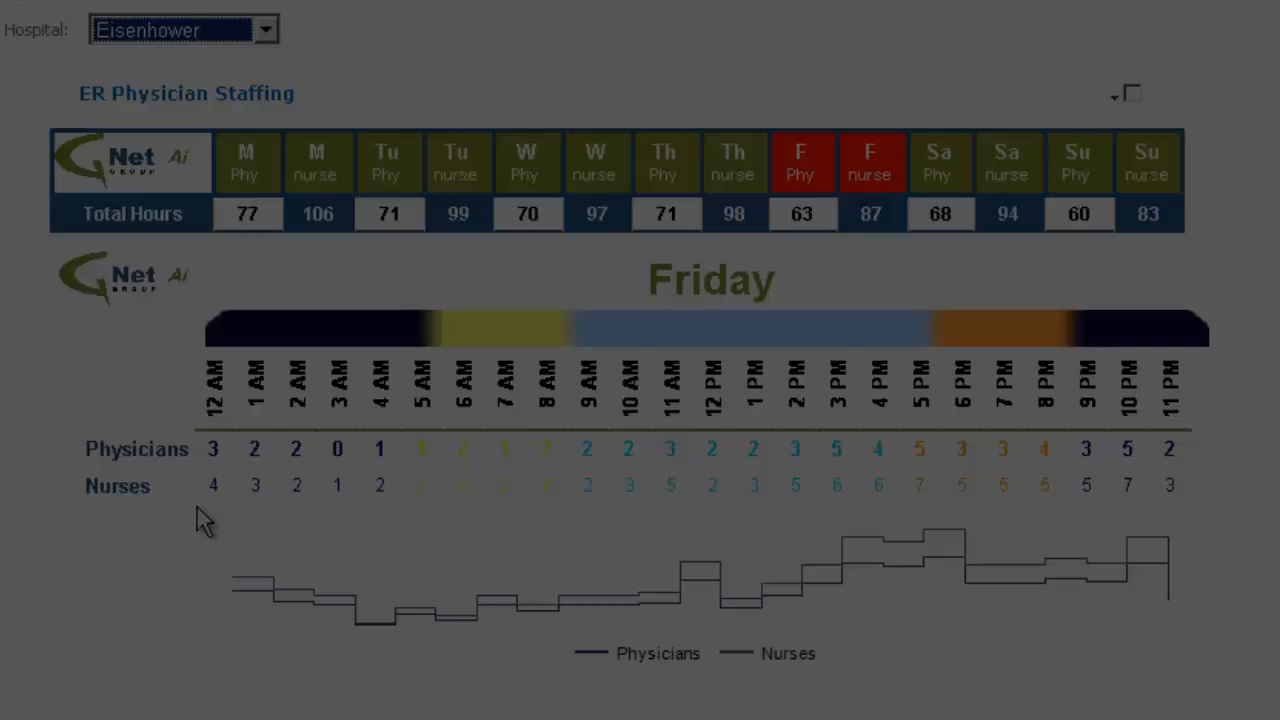 Hospital: Eisenhower
ER Physician Staffing
Net Ai GROUP M Phy M nurse Tu Phy Tu nurse W Phy W nurse Th Phy Th nurse F Phy F nurse Sa Phy Sa nurse Su Phy Su nurse
Total Hours 77 106 71 99 70 97 71 98 63 87 68 94 60 83
Net Ai GROUP
Friday
12 AM 1 AM 2 AM 3 AM 4 AM 5 AM 6 AM 7 AM 8 AM 9 AM 10 AM 11 AM 12 PM 1 PM 2 PM 3 PM 4 PM 5 PM 6 PM 7 PM 8 PM 9 PM 10 PM 11 PM
Physicians 3 2 2 0 1 2 2 3 2 2 3 5 4 5 3 3 4 3 5 2
Nurses 4 3 2 1 2 2 3 5 2 3 5 6 6 7 5 5 5 5 7 3
Physicians Nurses